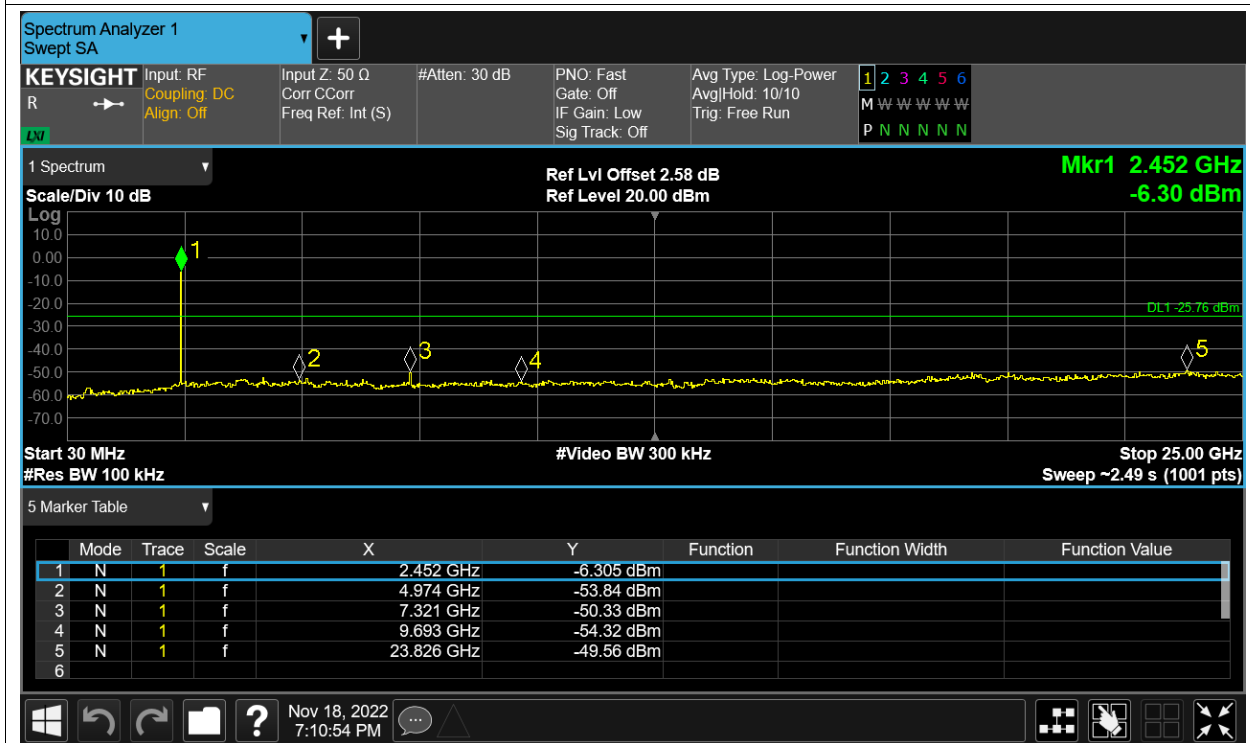 Spectrum Analyzer 1
Swept SA
KEYSIGHT Input: RF Input Z: 50 Ω #Atten: 30 dB PNO: Fast Avg Type: Log-Power 1 2 3 4 5 6
R Coupling: DC Corr CCorr Gate: Off Avg|Hold: 10/10 M W W W W W W
Align: Off Freq Ref: Int (S) IF Gain: Low Trig: Free Run
LXI Sig Track: Off P N N N N N
1 Spectrum Ref Lvl Offset 2.58 dB Mkr1 2.452 GHz
Scale/Div 10 dB Ref Level 20.00 dBm -6.30 dBm
Log
10.0
1
0.00
-10.0
-20.0
DL1 -25.76 dBm
-30.0
-40.0
2 3 4 5
-50.0
-60.0
-70.0
Start 30 MHz #Video BW 300 kHz Stop 25.00 GHz
#Res BW 100 kHz Sweep ~2.49 s (1001 pts)
5 Marker Table
Mode Trace Scale X Y Function Function Width Function Value
1 N 1 f 2.452 GHz -6.305 dBm
2 N 1 f 4.974 GHz -53.84 dBm
3 N 1 f 7.321 GHz -50.33 dBm
4 N 1 f 9.693 GHz -54.32 dBm
5 N 1 f 23.826 GHz -49.56 dBm
6
? Nov 18, 2022
7:10:54 PM